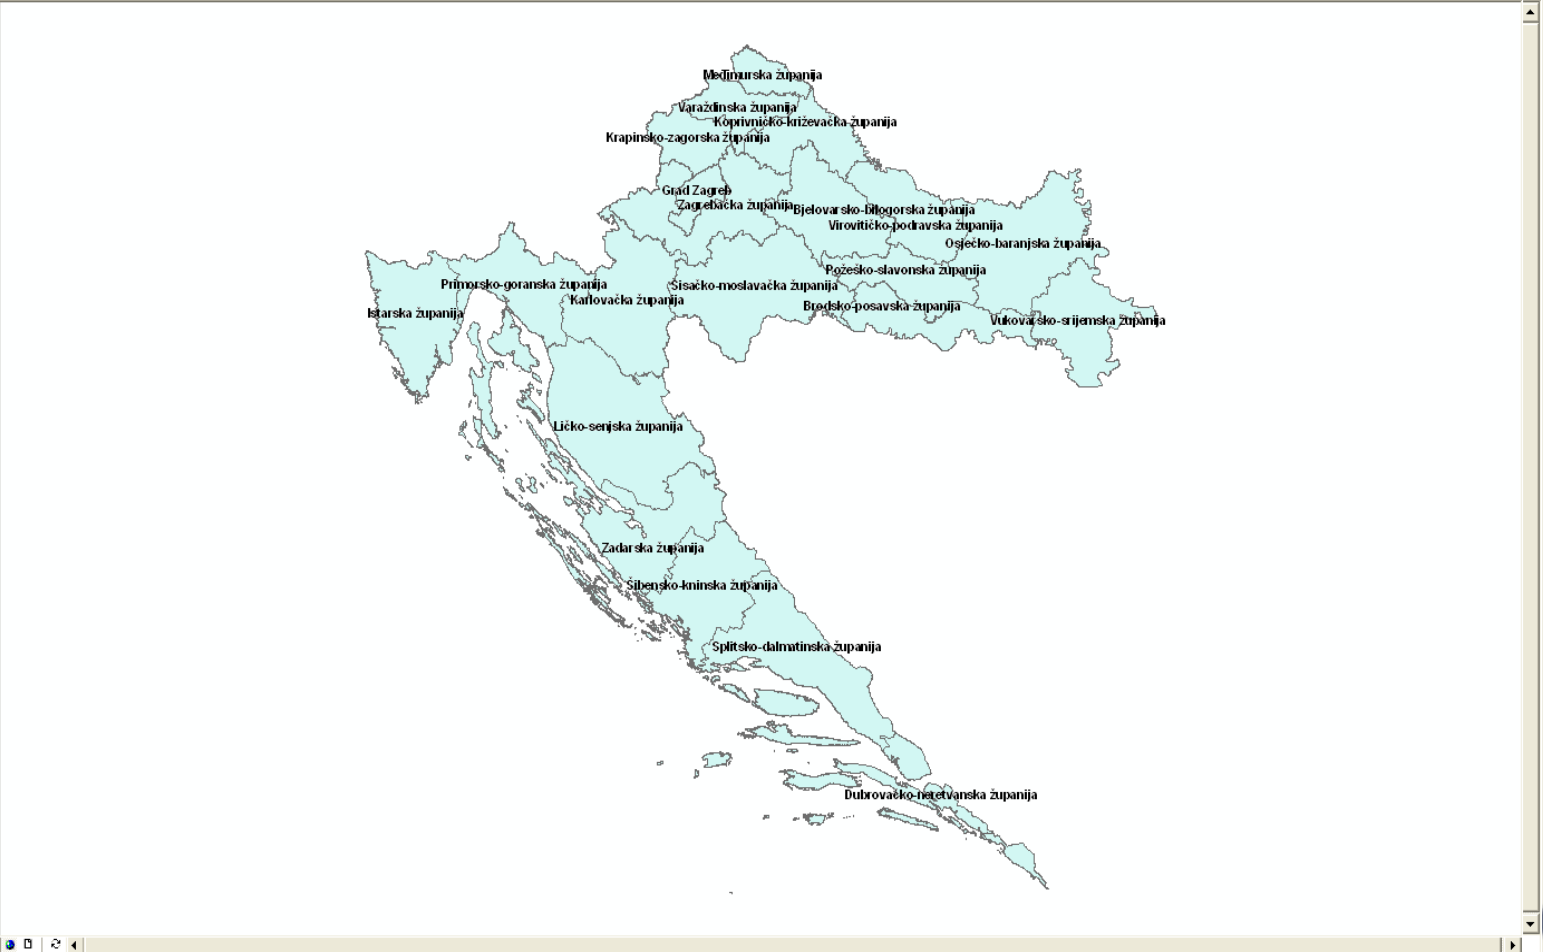 Međimurska županija
Varaždinska županija
Koprivničko-križevačka županija
Krapinsko-zagorska županija
Grad Zagreb
Zagrebačka županija
Bjelovarsko-bilogorska županija
Virovitičko-podravska županija
Osječko-baranjska županija
Požeško-slavonska županija
Primorsko-goranska županija
Sisačko-moslavačka županija
Karlovačka županija
Brodsko-posavska županija
Istarska županija
Vukovarsko-srijemska županija
Ličko-senjska županija
Zadarska županija
Šibensko-kninska županija
Splitsko-dalmatinska županija
Dubrovačko-neretvanska županija